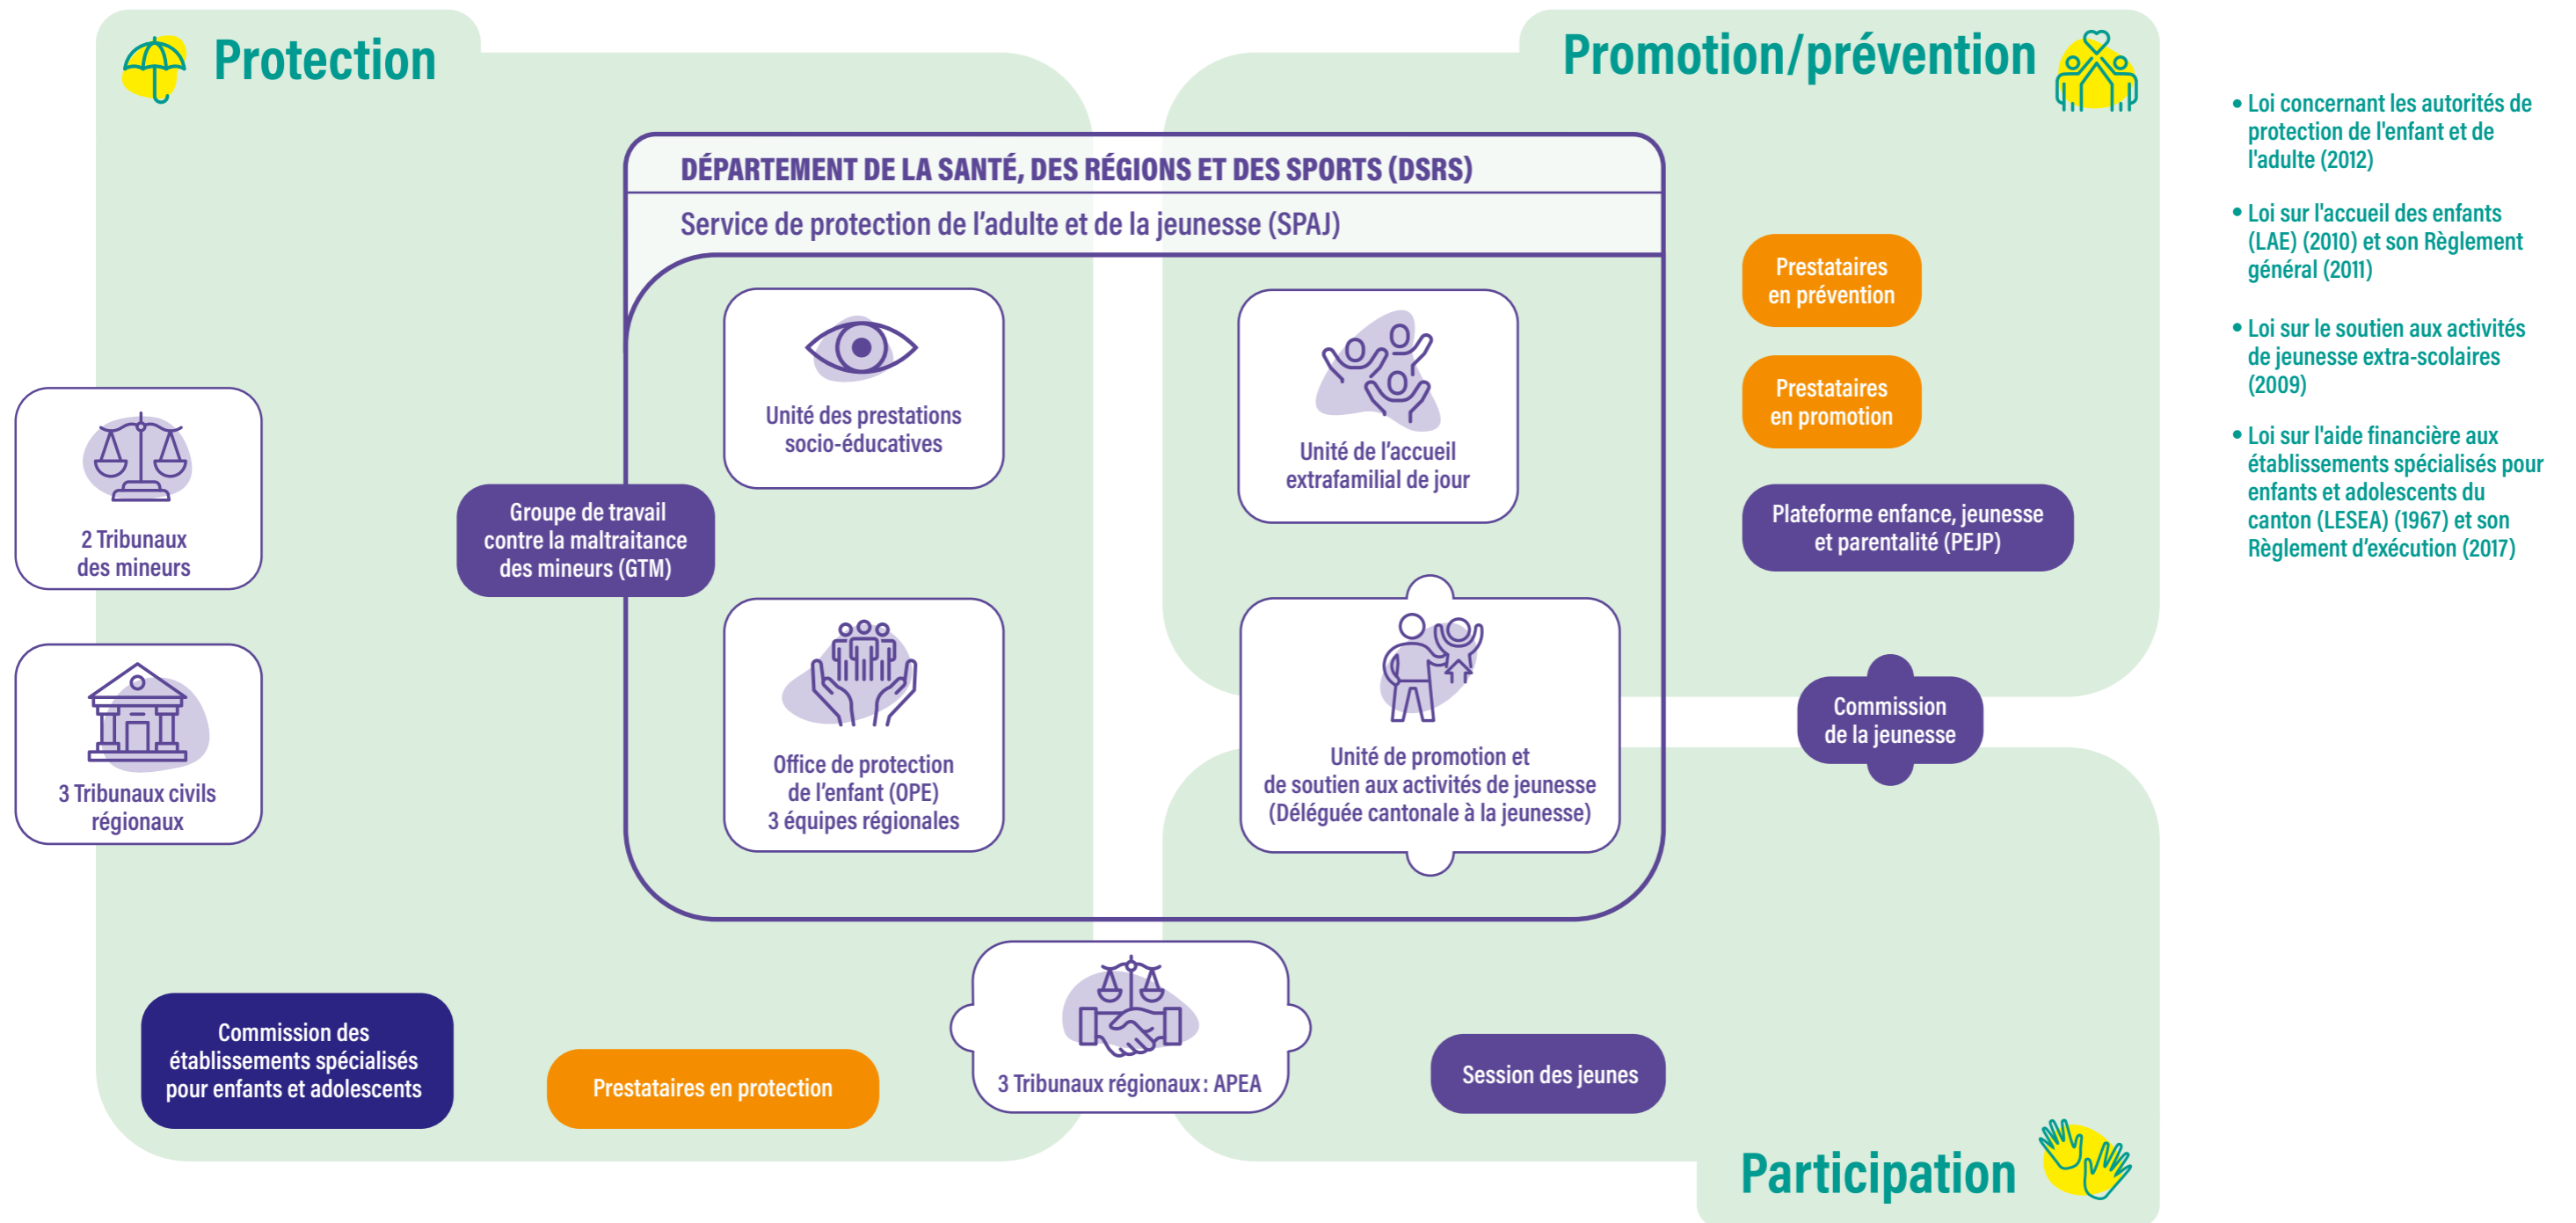 Protection
Promotion/prévention
DÉPARTEMENT DE LA SANTÉ, DES RÉGIONS ET DES SPORTS (DSRS)
Service de protection de l’adulte et de la jeunesse (SPAJ)
Unité des prestations
socio-éducatives
Unité de l’accueil
extrafamilial de jour
Prestataires
en prévention
Prestataires
en promotion
2 Tribunaux
des mineurs
Groupe de travail
contre la maltraitance
des mineurs (GTM)
Plateforme enfance, jeunesse
et parentalité (PEJP)
3 Tribunaux civils
régionaux
Office de protection
de l’enfant (OPE)
3 équipes régionales
Unité de promotion et
de soutien aux activités de jeunesse
(Déléguée cantonale à la jeunesse)
Commission
de la jeunesse
Commission des
établissements spécialisés
pour enfants et adolescents
Prestataires en protection
3 Tribunaux régionaux : APEA
Session des jeunes
Participation
• Loi concernant les autorités de
protection de l'enfant et de
l'adulte (2012)
• Loi sur l'accueil des enfants
(LAE) (2010) et son Règlement
général (2011)
• Loi sur le soutien aux activités
de jeunesse extra-scolaires
(2009)
• Loi sur l'aide financière aux
établissements spécialisés pour
enfants et adolescents du
canton (LESEA) (1967) et son
Règlement d’exécution (2017)